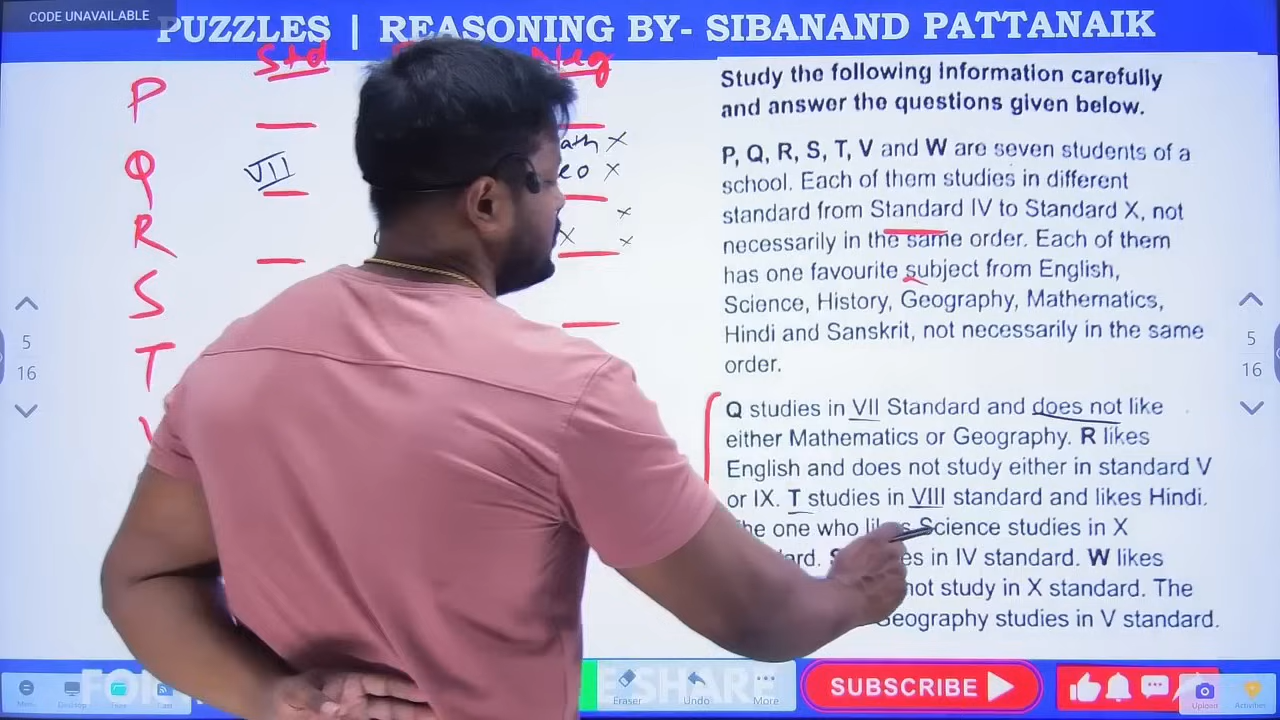 CODE UNAVAILABLE
PUZZLES | REASONING BY- SIBANAND PATTANAIK
Std
Neg
P
Q VII
R
S
T
Study the following information carefully
and answer the questions given below.
P, Q, R, S, T, V and W are seven students of a
school. Each of them studies in different
standard from Standard IV to Standard X, not
necessarily in the same order. Each of them
has one favourite subject from English,
Science, History, Geography, Mathematics,
Hindi and Sanskrit, not necessarily in the same
order.
Q studies in VII Standard and does not like
either Mathematics or Geography. R likes
English and does not study either in standard V
or IX. T studies in VIII standard and likes Hindi.
one who Science studies in X
in IV standard. W likes
not study in X standard. The
Geography studies in V standard.
5
16
5
16
Eraser
Undo
More
SUBSCRIBE
Upload
Activities